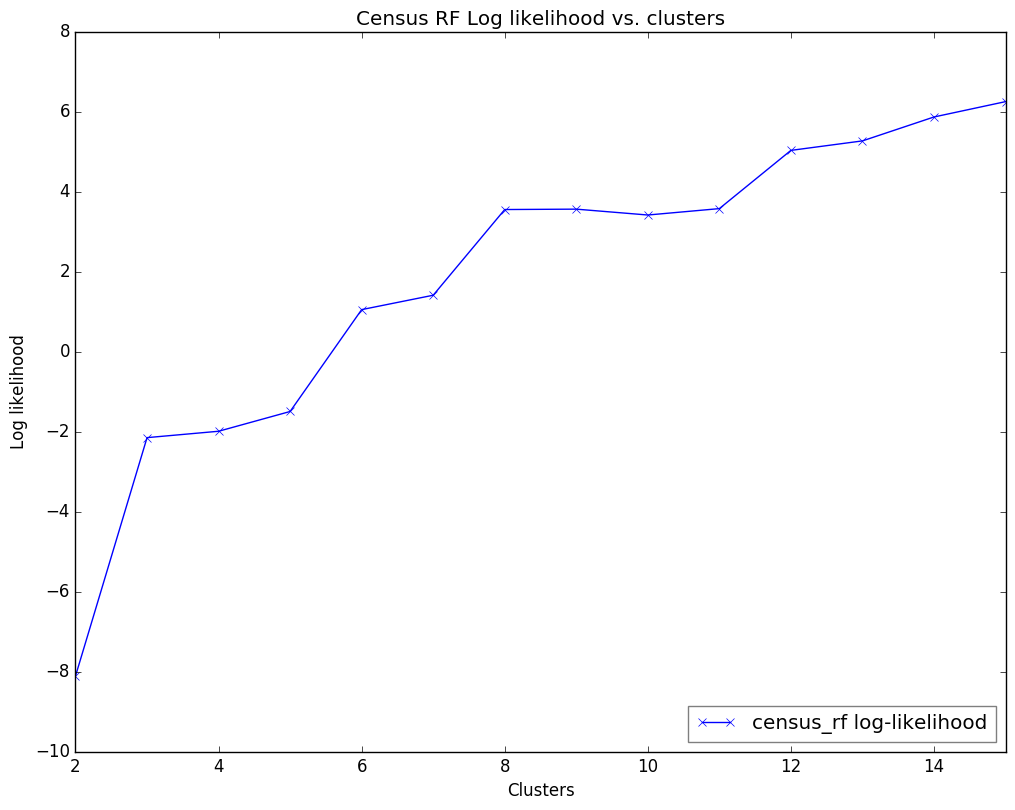 Census RF Log likelihood vs. clusters
8
6
4
2
0
−2
−4
−6
−8
−10
Log likelihood
2 4 6 8 10 12 14
Clusters
census_rf log-likelihood